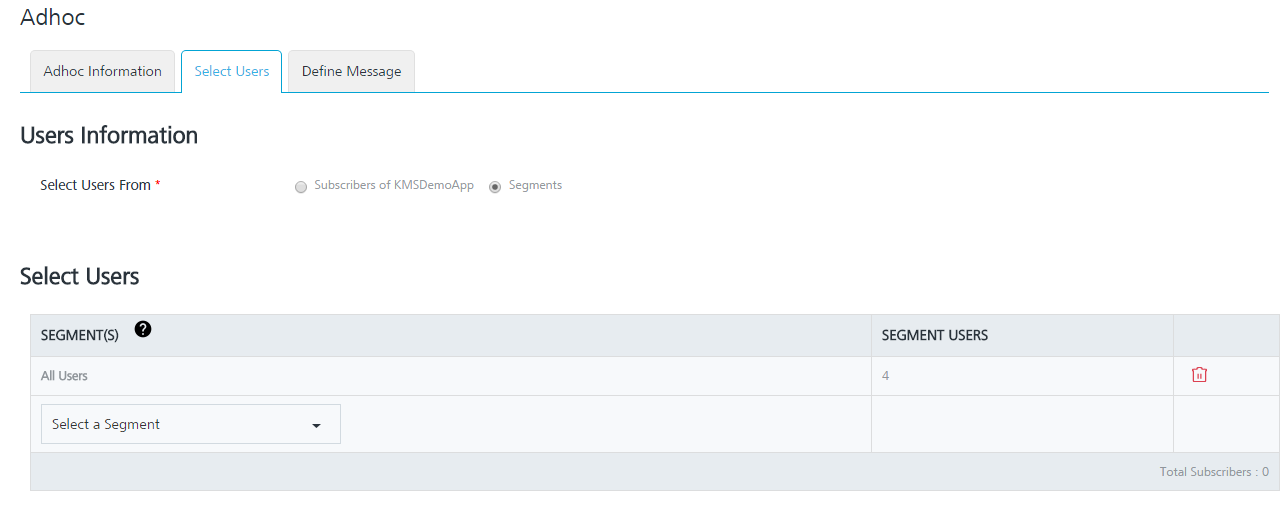 Adhoc
Adhoc Information Select Users Define Message
Users Information
Select Users From * Subscribers of KMSDemoApp Segments
Select Users
SEGMENT(S) ? SEGMENT USERS
All Users 4
Select a Segment
Total Subscribers : 0